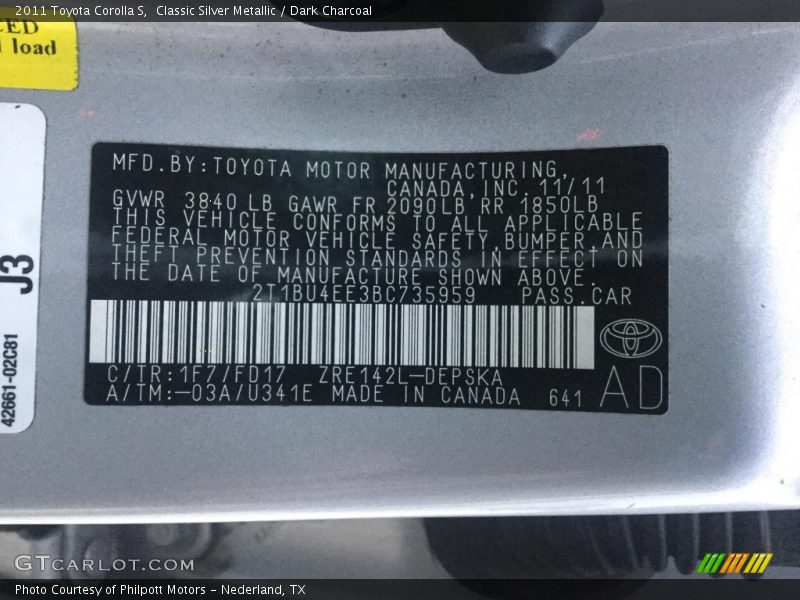 2011 Toyota Corolla S,  Classic Silver Metallic / Dark Charcoal
load
J3
42661-02C81
MFD.BY:TOYOTA MOTOR MANUFACTURING,
CANADA,INC.11/11
GVWR 3840 LB GAWR FR 2090LB RR 1850LB
THIS VEHICLE CONFORMS TO ALL APPLICABLE
FEDERAL MOTOR VEHICLE SAFETY,BUMPER,AND
THEFT PREVENTION STANDARDS IN EFFECT ON
THE DATE OF MANUFACTURE SHOWN ABOVE.
2T1BU4EE3BC735959 PASS.CAR
C/TR:1F7/FD17 ZRE142L-DEPSKA
A/TM:-03A/U341E MADE IN CANADA 641
AD
GTCARLOT.COM
Photo Courtesy of Philpott Motors – Nederland, TX